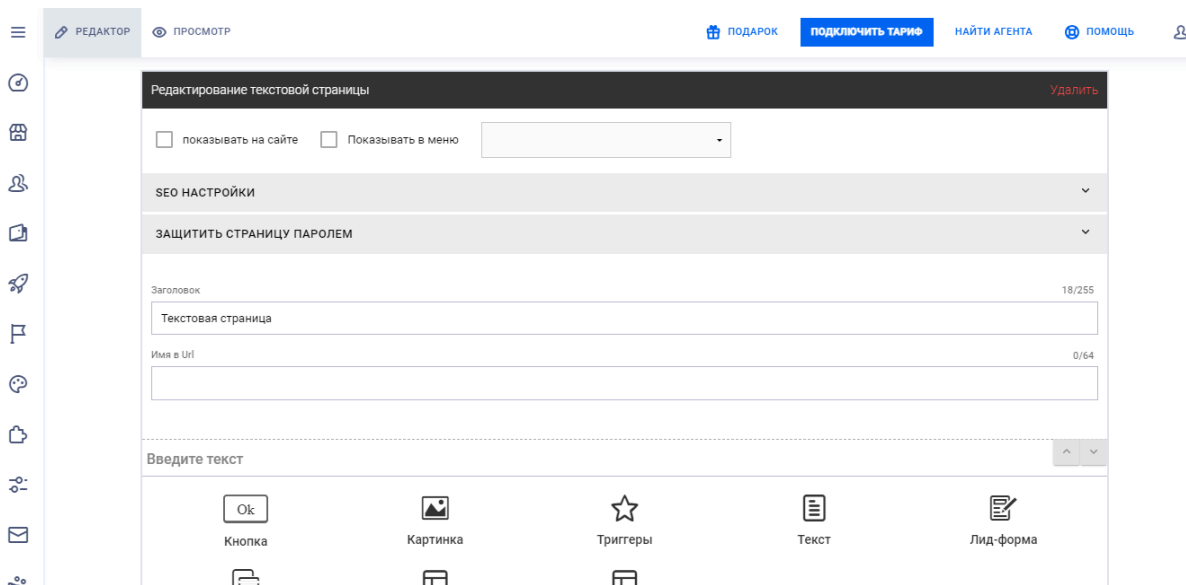 РЕДАКТОР ПРОСМОТР ПОДАРОК ПОДКЛЮЧИТЬ ТАРИФ НАЙТИ АГЕНТА ПОМОЩЬ
Редактирование текстовой страницы Удалить
показывать на сайте Показывать в меню
SEO НАСТРОЙКИ
ЗАЩИТИТЬ СТРАНИЦУ ПАРОЛЕМ
Заголовок 18/255
Текстовая страница
Имя в Url 0/64
Введите текст
Ok
Кнопка Картинка Триггеры Текст Лид-форма